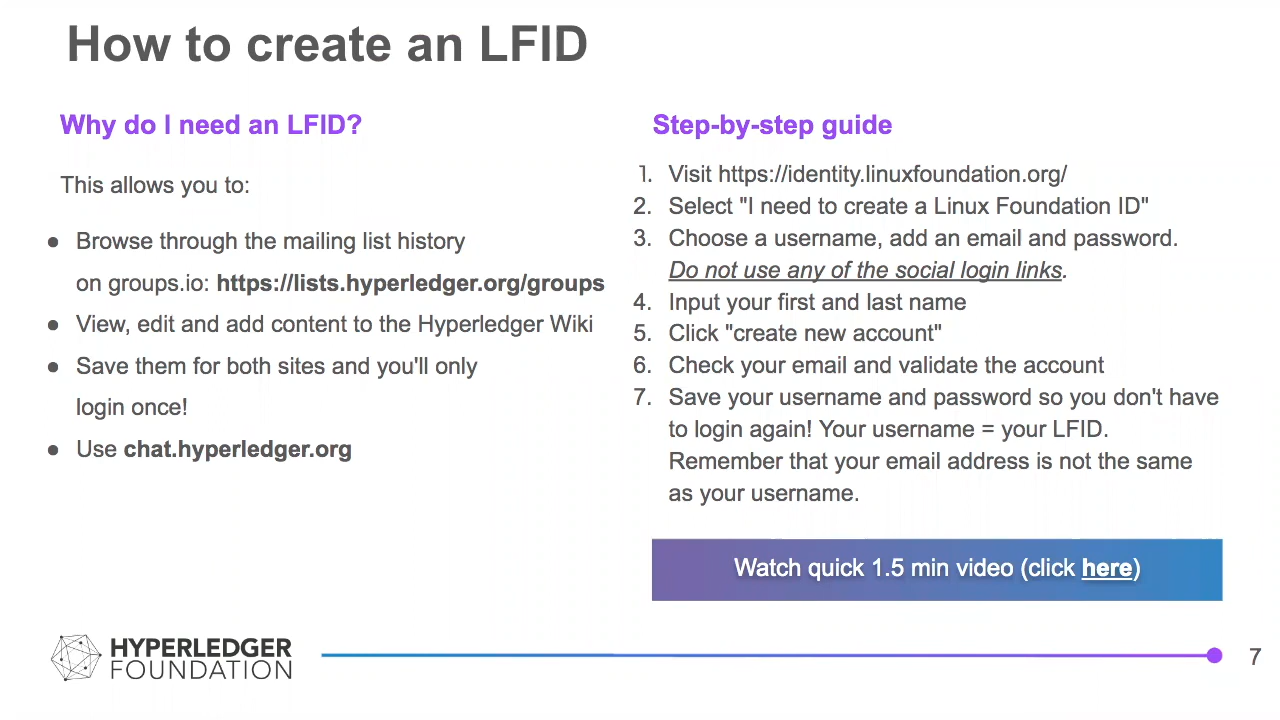 How to create an LFID
Why do I need an LFID?
This allows you to:
● Browse through the mailing list history
on groups.io: https://lists.hyperledger.org/groups
● View, edit and add content to the Hyperledger Wiki
● Save them for both sites and you'll only
login once!
● Use chat.hyperledger.org
Step-by-step guide
1. Visit https://identity.linuxfoundation.org/
2. Select "I need to create a Linux Foundation ID"
3. Choose a username, add an email and password.
Do not use any of the social login links.
4. Input your first and last name
5. Click "create new account"
6. Check your email and validate the account
7. Save your username and password so you don't have
to login again! Your username = your LFID.
Remember that your email address is not the same
as your username.
Watch quick 1.5 min video (click here)
HYPERLEDGER
FOUNDATION
7